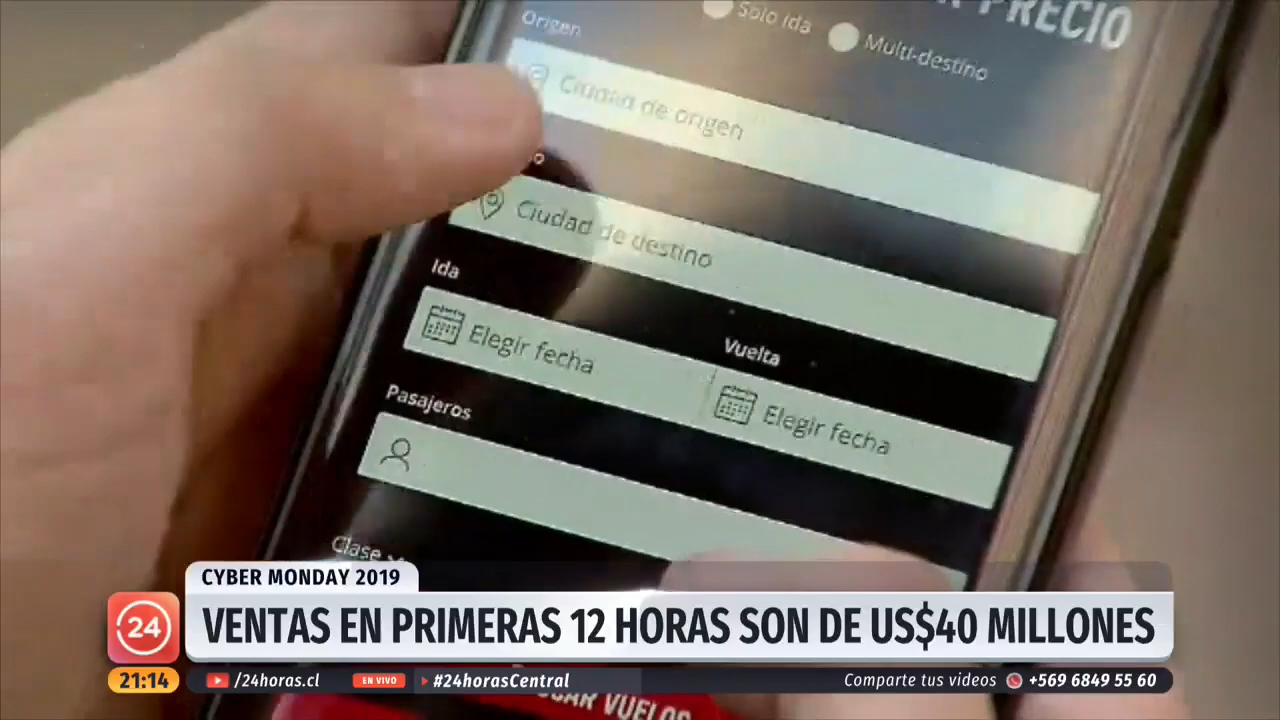 PRECIO
Solo ida
Multi-destino
Origen
Ciudad de origen
Ciudad de destino
Ida
Elegir fecha
Vuelta
Elegir fecha
Pasajeros
Clase
CYBER MONDAY 2019
24
VENTAS EN PRIMERAS 12 HORAS SON DE US$40 MILLONES
21:14
/24horas.cl
EN VIVO
#24horasCentral
Comparte tus videos
+569 6849 55 60
VUELOS